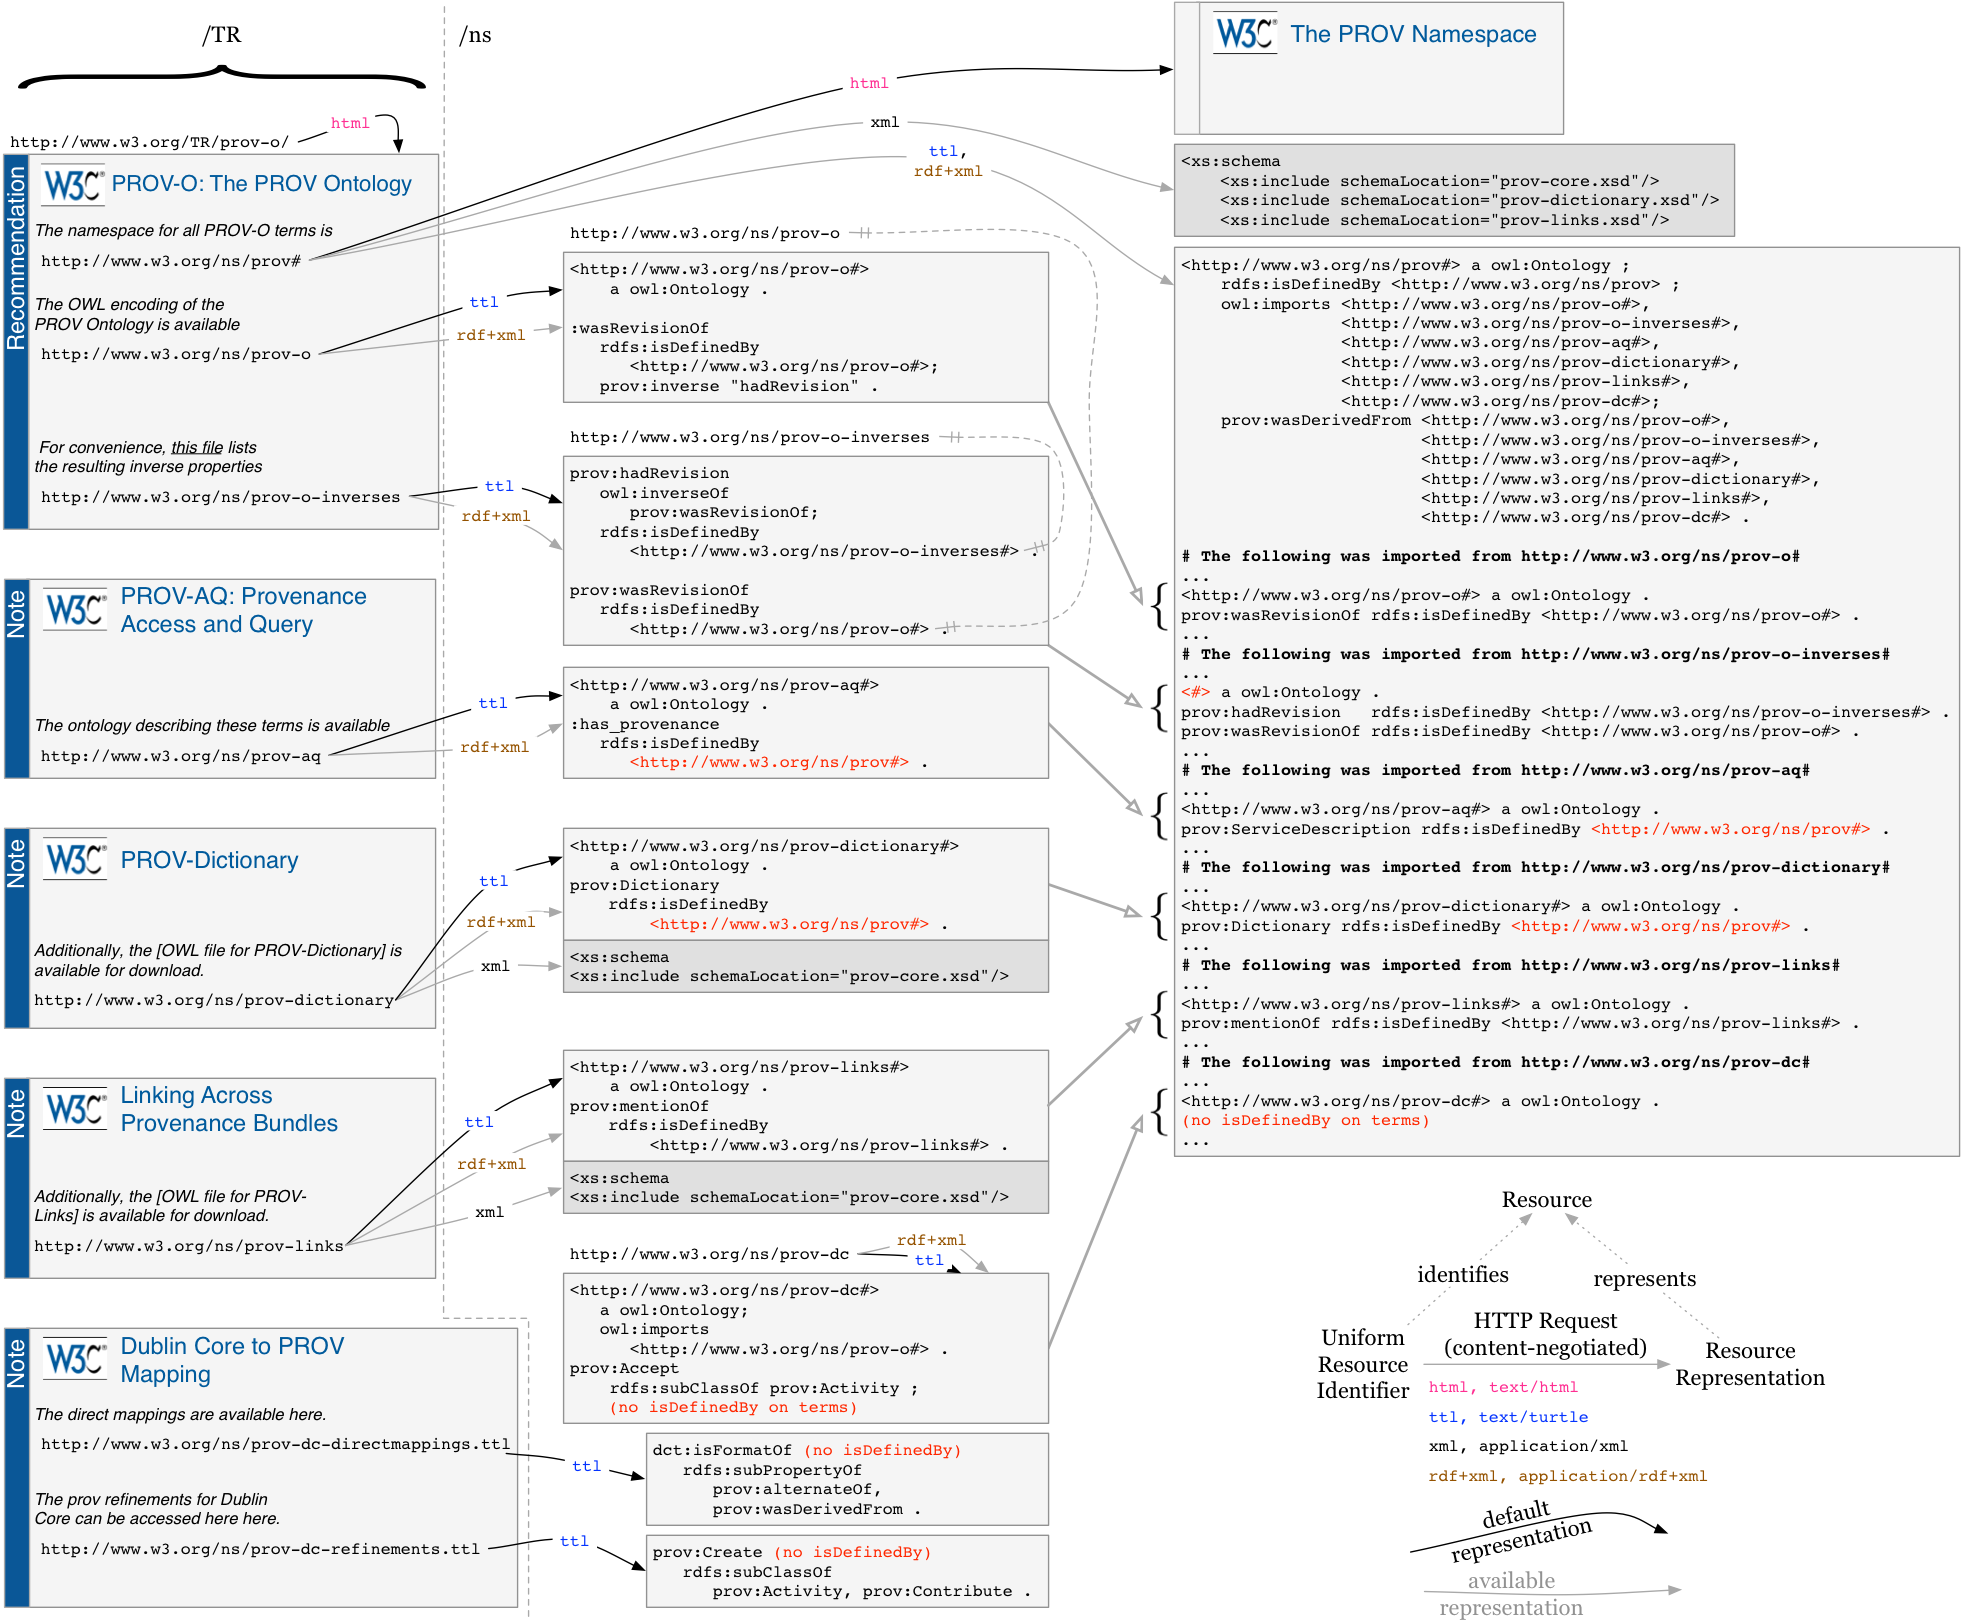 /TR
/ns
http://www.w3.org/TR/prov-o/
html
Recommendation
W3C®
PROV-O: The PROV Ontology
The namespace for all PROV-O terms is
http://www.w3.org/ns/prov#
The OWL encoding of the
PROV Ontology is available
http://www.w3.org/ns/prov-o
For convenience, this file lists
the resulting inverse properties
http://www.w3.org/ns/prov-o-inverses
Note
W3C®
PROV-AQ: Provenance
Access and Query
The ontology describing these terms is available
http://www.w3.org/ns/prov-aq
Note
W3C®
PROV-Dictionary
Additionally, the [OWL file for PROV-Dictionary] is
available for download.
http://www.w3.org/ns/prov-dictionary
Note
W3C®
Linking Across
Provenance Bundles
Additionally, the [OWL file for PROV-
Links] is available for download.
http://www.w3.org/ns/prov-links
Note
W3C®
Dublin Core to PROV
Mapping
The direct mappings are available here.
http://www.w3.org/ns/prov-dc-directmappings.ttl
The prov refinements for Dublin
Core can be accessed here here.
http://www.w3.org/ns/prov-dc-refinements.ttl
html
xml
ttl,
rdf+xml
http://www.w3.org/ns/prov-o
ttl
rdf+xml
<http://www.w3.org/ns/prov-o#>
a owl:Ontology .
:wasRevisionOf
rdfs:isDefinedBy
<http://www.w3.org/ns/prov-o#>;
prov:inverse "hadRevision" .
http://www.w3.org/ns/prov-o-inverses
ttl
rdf+xml
prov:hadRevision
owl:inverseOf
prov:wasRevisionOf;
rdfs:isDefinedBy
<http://www.w3.org/ns/prov-o-inverses#> .
prov:wasRevisionOf
rdfs:isDefinedBy
<http://www.w3.org/ns/prov-o#> .
ttl
rdf+xml
<http://www.w3.org/ns/prov-aq#>
a owl:Ontology .
:has_provenance
rdfs:isDefinedBy
<http://www.w3.org/ns/prov#> .
ttl
rdf+xml
xml
<http://www.w3.org/ns/prov-dictionary#>
a owl:Ontology .
prov:Dictionary
rdfs:isDefinedBy
<http://www.w3.org/ns/prov#> .
<xs:schema
<xs:include schemaLocation="prov-core.xsd"/>
ttl
rdf+xml
xml
<http://www.w3.org/ns/prov-links#>
a owl:Ontology .
prov:mentionOf
rdfs:isDefinedBy
<http://www.w3.org/ns/prov-links#> .
<xs:schema
<xs:include schemaLocation="prov-core.xsd"/>
http://www.w3.org/ns/prov-dc
rdf+xml
ttl
<http://www.w3.org/ns/prov-dc#>
a owl:Ontology;
owl:imports
<http://www.w3.org/ns/prov-o#> .
prov:Accept
rdfs:subClassOf prov:Activity ;
(no isDefinedBy on terms)
ttl
dct:isFormatOf (no isDefinedBy)
rdfs:subPropertyOf
prov:alternateOf,
prov:wasDerivedFrom .
ttl
prov:Create (no isDefinedBy)
rdfs:subClassOf
prov:Activity, prov:Contribute .
W3C®
The PROV Namespace
<xs:schema
<xs:include schemaLocation="prov-core.xsd"/>
<xs:include schemaLocation="prov-dictionary.xsd"/>
<xs:include schemaLocation="prov-links.xsd"/>
<http://www.w3.org/ns/prov#> a owl:Ontology ;
rdfs:isDefinedBy <http://www.w3.org/ns/prov> ;
owl:imports <http://www.w3.org/ns/prov-o#>,
<http://www.w3.org/ns/prov-o-inverses#>,
<http://www.w3.org/ns/prov-aq#>,
<http://www.w3.org/ns/prov-dictionary#>,
<http://www.w3.org/ns/prov-links#>,
<http://www.w3.org/ns/prov-dc#>;
prov:wasDerivedFrom <http://www.w3.org/ns/prov-o#>,
<http://www.w3.org/ns/prov-o-inverses#>,
<http://www.w3.org/ns/prov-aq#>,
<http://www.w3.org/ns/prov-dictionary#>,
<http://www.w3.org/ns/prov-links#>,
<http://www.w3.org/ns/prov-dc#> .
# The following was imported from http://www.w3.org/ns/prov-o#
...
<http://www.w3.org/ns/prov-o#> a owl:Ontology .
prov:wasRevisionOf rdfs:isDefinedBy <http://www.w3.org/ns/prov-o#> .
...
# The following was imported from http://www.w3.org/ns/prov-o-inverses#
...
<#> a owl:Ontology .
prov:hadRevision rdfs:isDefinedBy <http://www.w3.org/ns/prov-o-inverses#> .
prov:wasRevisionOf rdfs:isDefinedBy <http://www.w3.org/ns/prov-o#> .
...
# The following was imported from http://www.w3.org/ns/prov-aq#
...
<http://www.w3.org/ns/prov-aq#> a owl:Ontology .
prov:ServiceDescription rdfs:isDefinedBy <http://www.w3.org/ns/prov#> .
...
# The following was imported from http://www.w3.org/ns/prov-dictionary#
...
<http://www.w3.org/ns/prov-dictionary#> a owl:Ontology .
prov:Dictionary rdfs:isDefinedBy <http://www.w3.org/ns/prov#> .
...
# The following was imported from http://www.w3.org/ns/prov-links#
...
<http://www.w3.org/ns/prov-links#> a owl:Ontology .
prov:mentionOf rdfs:isDefinedBy <http://www.w3.org/ns/prov-links#> .
...
# The following was imported from http://www.w3.org/ns/prov-dc#
...
<http://www.w3.org/ns/prov-dc#> a owl:Ontology .
(no isDefinedBy on terms)
...
Resource
identifies
represents
Uniform
Resource
Identifier
HTTP Request
(content-negotiated)
Resource
Representation
html, text/html
ttl, text/turtle
xml, application/xml
rdf+xml, application/rdf+xml
default
representation
available
representation